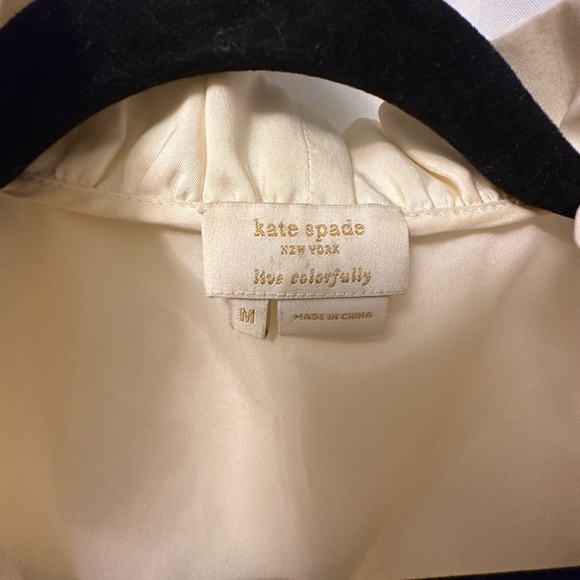 kate spade
NEW YORK
live colorfully
M
MADE IN CHINA